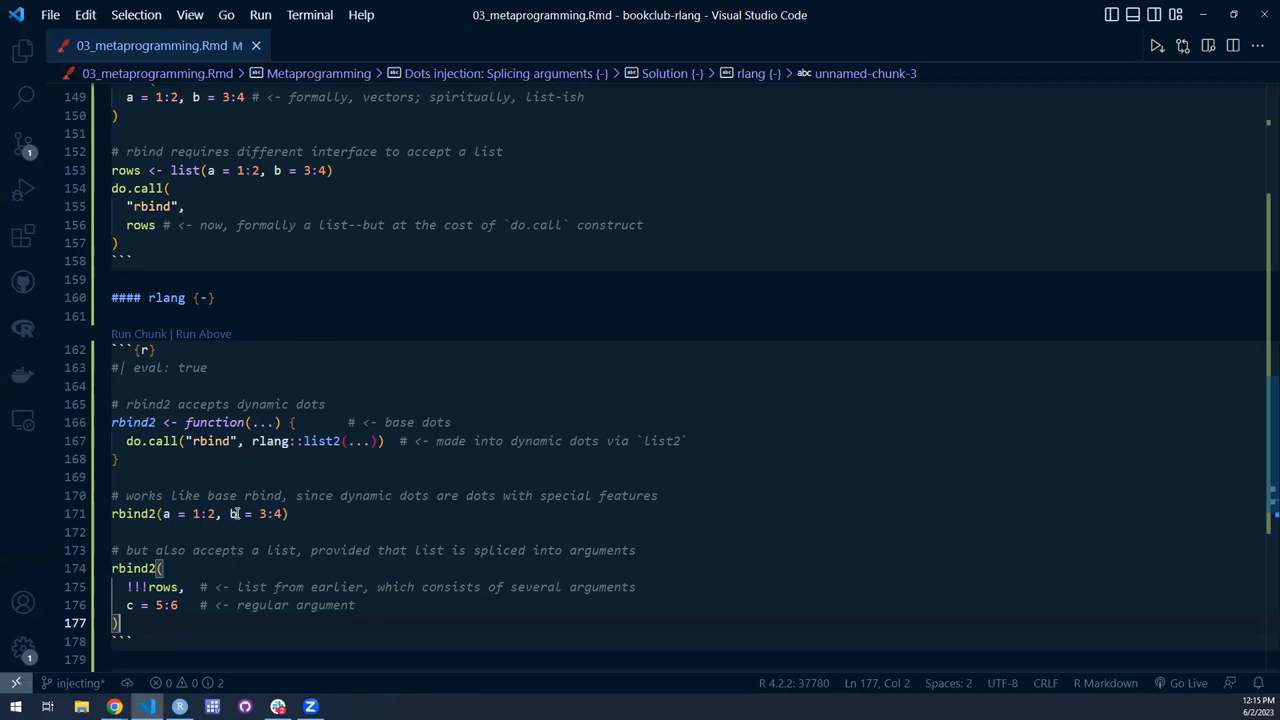 File Edit Selection View Go Run Terminal Help 03_metaprogramming.Rmd - bookclub-rlang - Visual Studio Code
03_metaprogramming.Rmd M
03_metaprogramming.Rmd > Metaprogramming > Dots injection: Splicing arguments {-} > Solution {-} > rlang {-} > unnamed-chunk-3
149 a = 1:2, b = 3:4 # <- formally, vectors; spiritually, list-ish
150 )
151
152 # rbind requires different interface to accept a list
153 rows <- list(a = 1:2, b = 3:4)
154 do.call(
155 "rbind",
156 rows # <- now, formally a list--but at the cost of `do.call` construct
157 )
158 ```
159
160 #### rlang {-}
161
Run Chunk | Run Above
162 ```{r}
163 #| eval: true
164
165 # rbind2 accepts dynamic dots
166 rbind2 <- function(...) { # <- base dots
167 do.call("rbind", rlang::list2(...)) # <- made into dynamic dots via `list2`
168 }
169
170 # works like base rbind, since dynamic dots are dots with special features
171 rbind2(a = 1:2, b = 3:4)
172
173 # but also accepts a list, provided that list is spliced into arguments
174 rbind2(
175 !!!rows, # <- list from earlier, which consists of several arguments
176 c = 5:6 # <- regular argument
177 )
178 ```
179
1
1
injecting* 0 0 2 R 4.2.2: 37780 Ln 177, Col 2 Spaces: 2 UTF-8 CRLF R Markdown Go Live
12:15 PM
6/2/2023